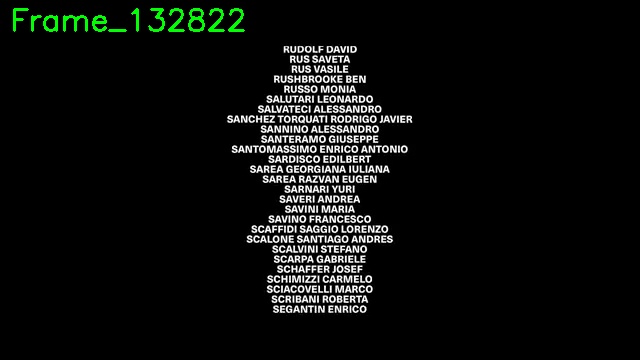 Frame_132822
RUDOLF DAVID
RUS SAVETA
RUS VASILE
RUSHBROOKE BEN
RUSSO MONIA
SALUTARI LEONARDO
SALVATECI ALESSANDRO
SANCHEZ TORQUATI RODRIGO JAVIER
SANNINO ALESSANDRO
SANTERAMO GIUSEPPE
SANTOMASSIMO ENRICO ANTONIO
SARDISCO EDILBERT
SAREA GEORGIANA IULIANA
SAREA RAZVAN EUGEN
SARNARI YURI
SAVERI ANDREA
SAVINI MARIA
SAVINO FRANCESCO
SCAFFIDI SAGGIO LORENZO
SCALONE SANTIAGO ANDRES
SCALVINI STEFANO
SCARPA GABRIELE
SCHAFFER JOSEF
SCHIMIZZI CARMELO
SCIACOVELLI MARCO
SCRIBANI ROBERTA
SEGANTIN ENRICO